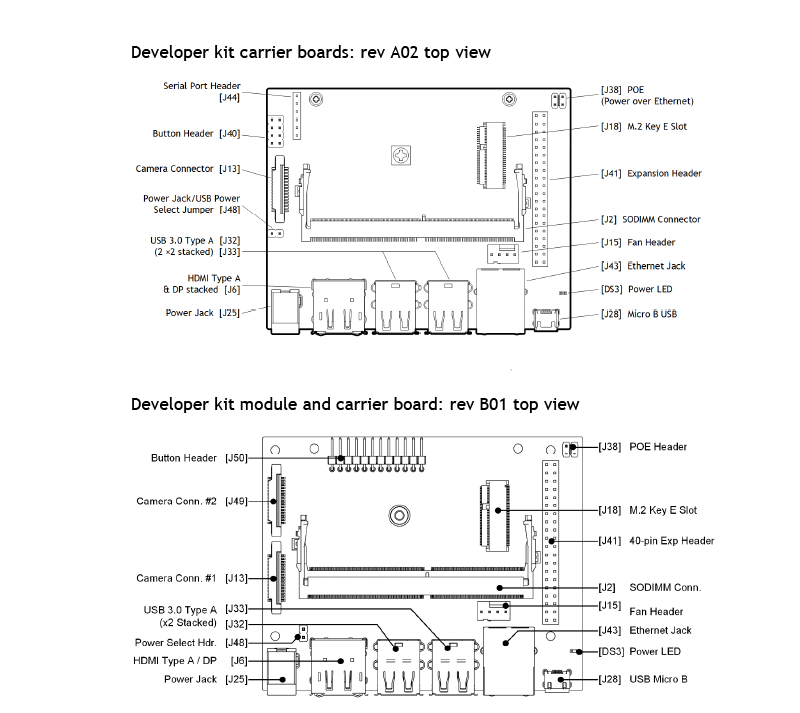 Developer kit carrier boards: rev A02 top view
Serial Port Header
[J44]
Button Header [J40]
Camera Connector [J13]
Power Jack/USB Power
Select Jumper [J48]
USB 3.0 Type A [J32]
(2 ×2 stacked) [J33]
HDMI Type A
& DP stacked [J6]
Power Jack [J25]
[J38] POE
(Power over Ethernet)
[J18] M.2 Key E Slot
[J41] Expansion Header
[J2] SODIMM Connector
[J15] Fan Header
[J43] Ethernet Jack
[DS3] Power LED
[J28] Micro B USB
Developer kit module and carrier board: rev B01 top view
Button Header [J50]
Camera Conn. #2 [J49]
Camera Conn. #1 [J13]
USB 3.0 Type A [J33]
(x2 Stacked) [J32]
Power Select Hdr. [J48]
HDMI Type A / DP [J6]
Power Jack [J25]
[J38] POE Header
[J18] M.2 Key E Slot
[J41] 40-pin Exp Header
[J2] SODIMM Conn.
[J15] Fan Header
[J43] Ethernet Jack
[DS3] Power LED
[J28] USB Micro B